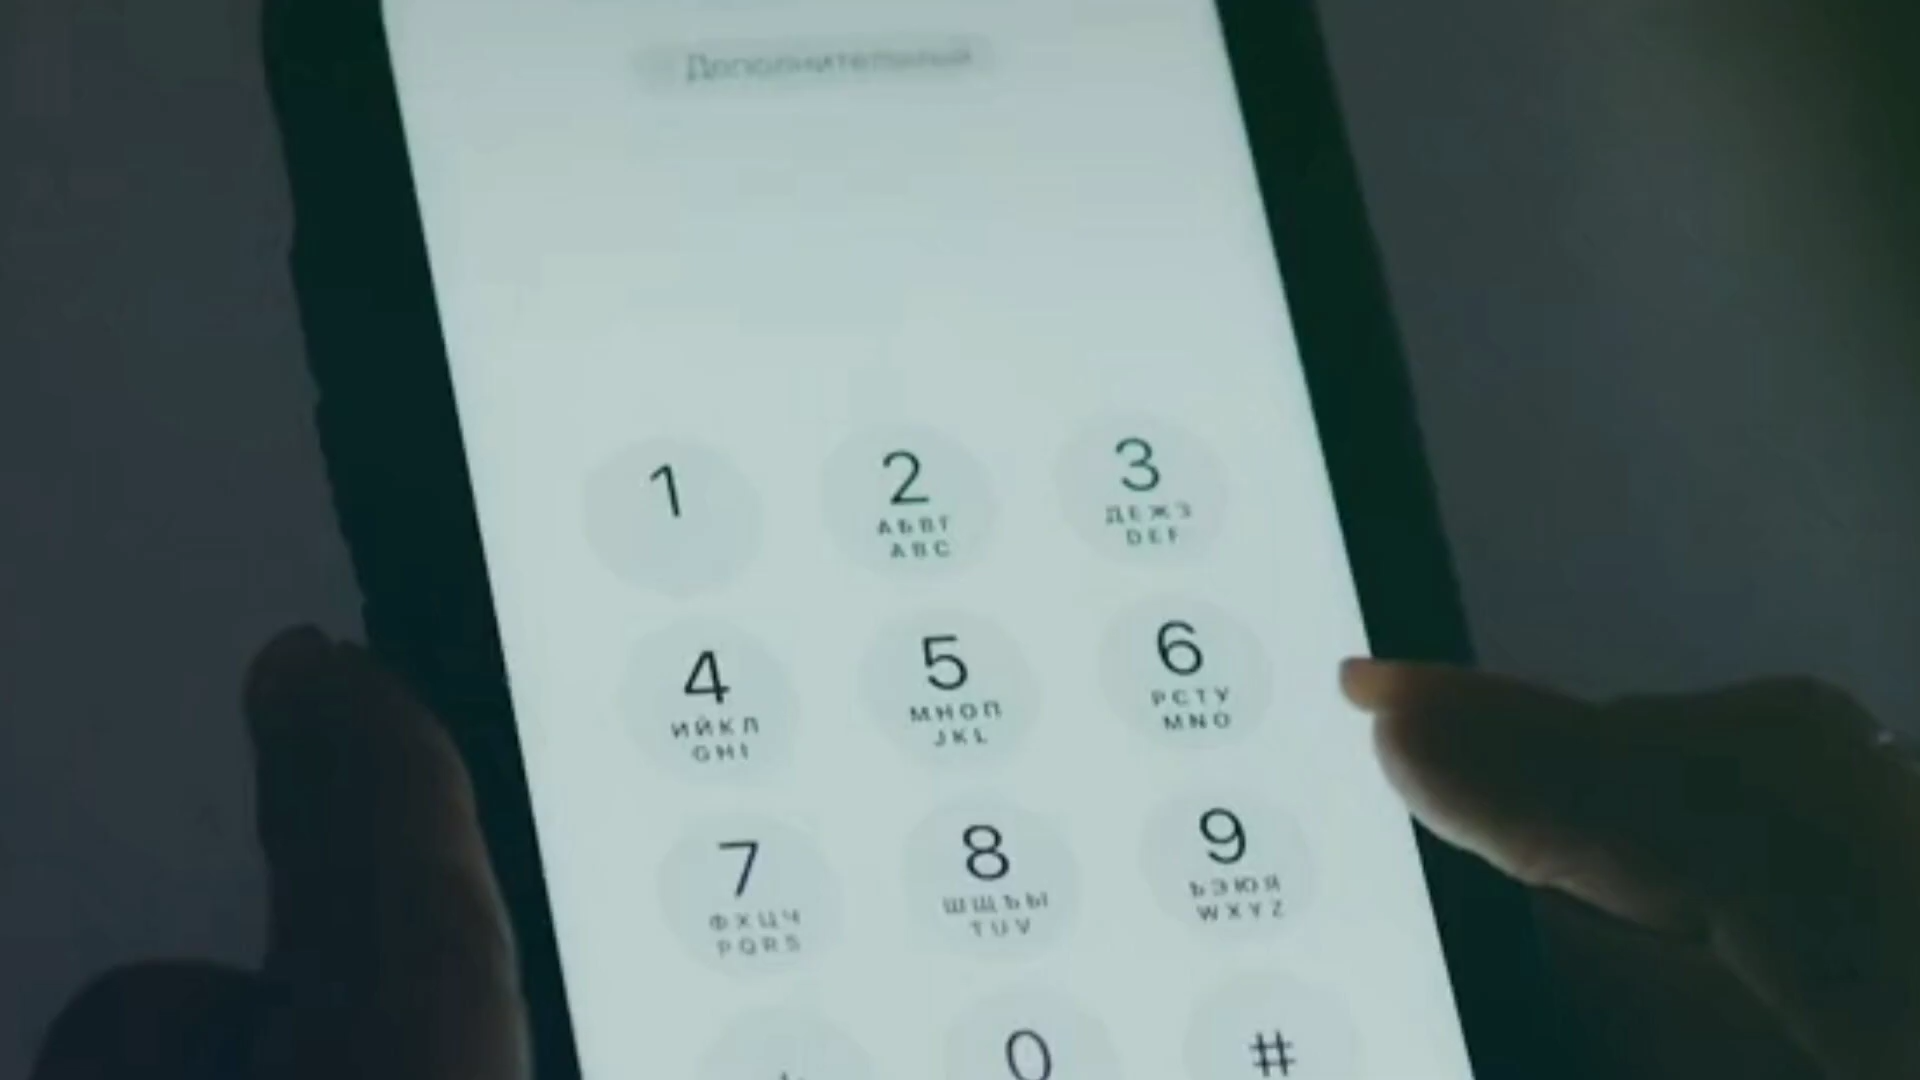 Дополнительный
1 2 3
АБВГ ДЕЖЗ
ABC DEF
4 5 6
ИЙКЛ МНОП РСТУ
GHI JKL MNO
7 8 9
ФХЦЧ ШЩЪЫ ЬЭЮЯ
PQRS TUV WXYZ
0 #